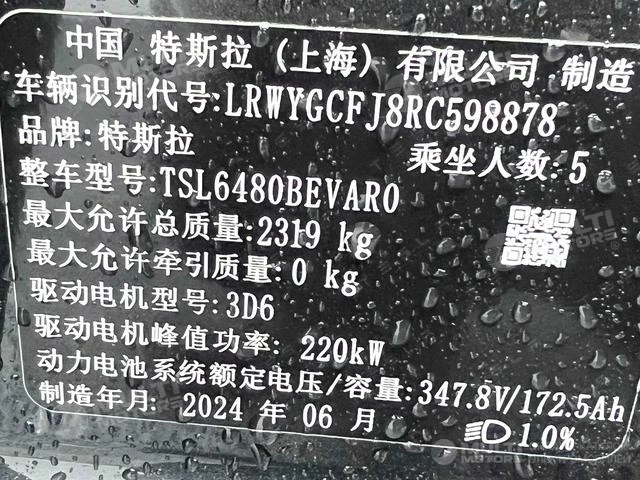 中国 特斯拉 (上海) 有限公司 制造
车辆识别代号:LRWYGCFJ8RC598878
品牌:特斯拉
乘坐人数:5
整车型号:TSL6480BEVAR0
最大允许总质量:2319 kg
最大允许牵引质量:0 kg
驱动电机型号:3D6
驱动电机峰值功率: 220kW
动力电池系统额定电压/容量:347.8V/172.5Ah
制造年月: 2024 年 06 月
1.0%
MULTI
MOTORS